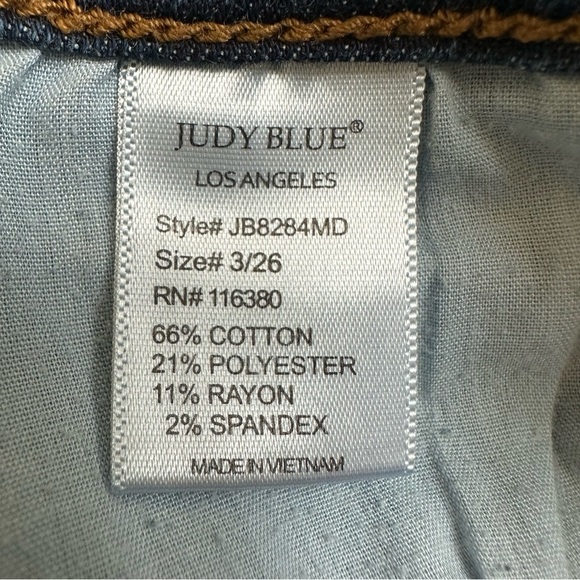 JUDY BLUE®
LOS ANGELES
Style# JB8284MD
Size# 3/26
RN# 116380
66% COTTON
21% POLYESTER
11% RAYON
2% SPANDEX
MADE IN VIETNAM